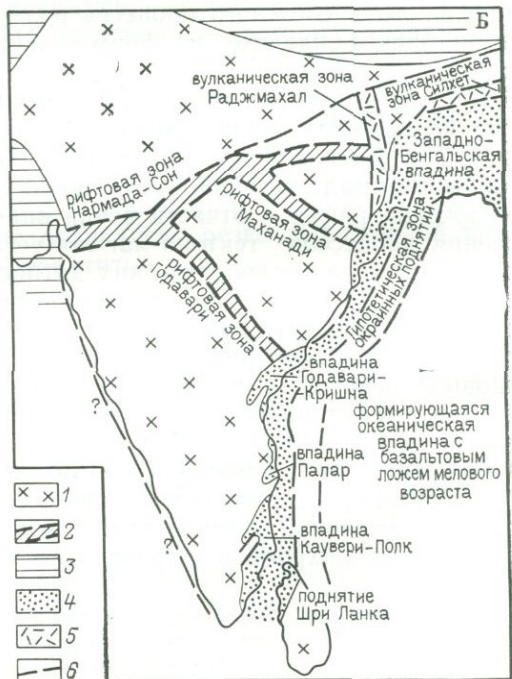 Б
вулканическая зона
Раджмахал
вулканическая
зона Силхет
Западно-
Бенгальская
впадина
рифтовая зона
Нармада-Сон
рифтовая зона
Маханади
рифтовая зона
Годавари
Гипотетическая зона
окраинных поднятий
впадина
Годавари-
Кришна
формирующаяся
океаническая
впадина с
базальтовым
ложем мелового
возраста
впадина
Палар
впадина
Каувери-Полк
поднятие
Шри Ланка
?
?
1
2
3
4
5
6